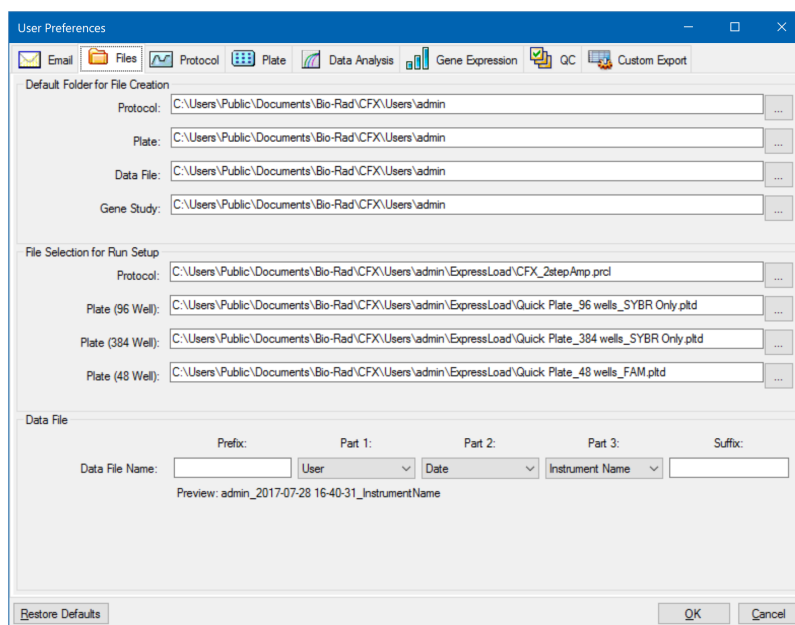 User Preferences
Email Files Protocol Plate Data Analysis Gene Expression QC Custom Export
Default Folder for File Creation
Protocol: C:\Users\Public\Documents\Bio-Rad\CFX\Users\admin ...
Plate: C:\Users\Public\Documents\Bio-Rad\CFX\Users\admin ...
Data File: C:\Users\Public\Documents\Bio-Rad\CFX\Users\admin ...
Gene Study: C:\Users\Public\Documents\Bio-Rad\CFX\Users\admin ...
File Selection for Run Setup
Protocol: C:\Users\Public\Documents\Bio-Rad\CFX\Users\admin\ExpressLoad\CFX_2stepAmp.prcl ...
Plate (96 Well): C:\Users\Public\Documents\Bio-Rad\CFX\Users\admin\ExpressLoad\Quick Plate_96 wells_SYBR Only.pltd ...
Plate (384 Well): C:\Users\Public\Documents\Bio-Rad\CFX\Users\admin\ExpressLoad\Quick Plate_384 wells_SYBR Only.pltd ...
Plate (48 Well): C:\Users\Public\Documents\Bio-Rad\CFX\Users\admin\ExpressLoad\Quick Plate_48 wells_FAM.pltd ...
Data File
Prefix: Part 1: Part 2: Part 3: Suffix:
Data File Name: User Date Instrument Name
Preview: admin_2017-07-28 16-40-31_InstrumentName
Restore Defaults OK Cancel